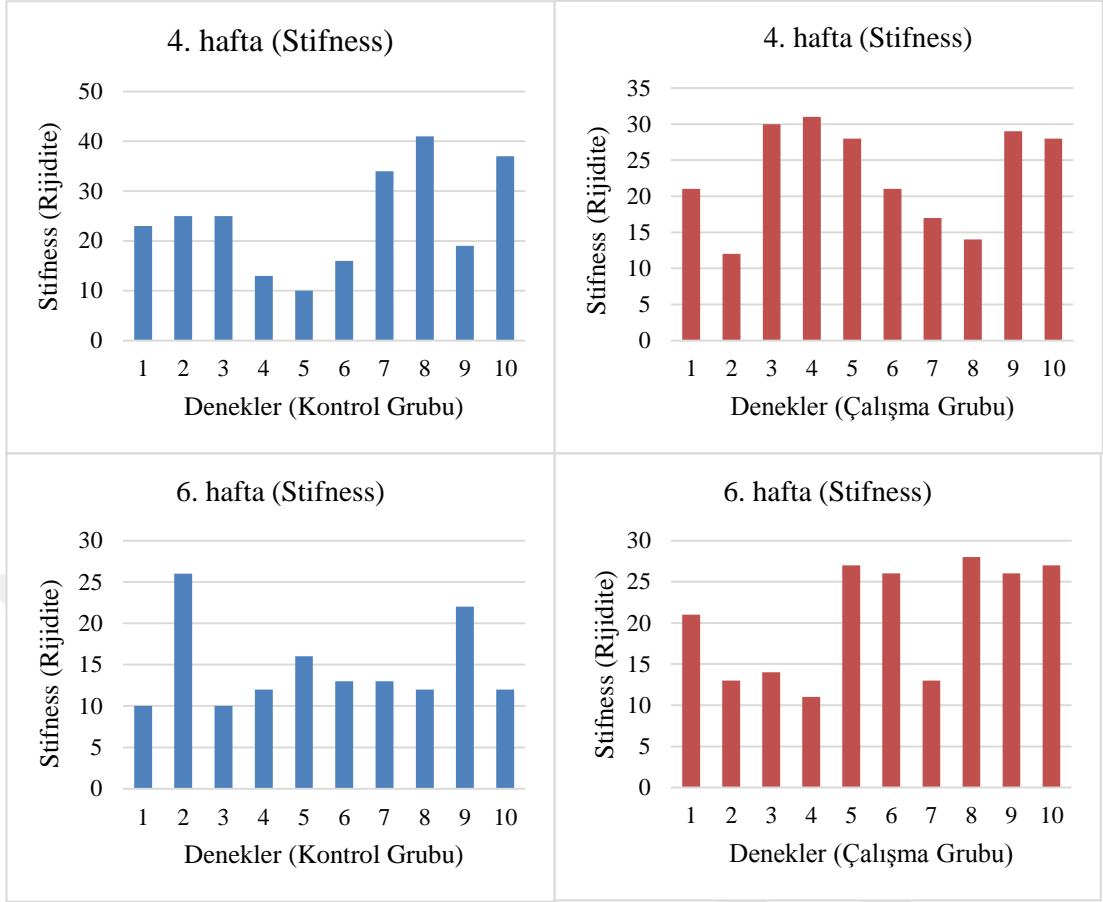 4. hafta (Stifness)
Stifness (Rijidite)
50
40
30
20
10
0
1 2 3 4 5 6 7 8 9 10
Denekler (Kontrol Grubu)
4. hafta (Stifness)
Stifness (Rijidite)
35
30
25
20
15
10
5
0
1 2 3 4 5 6 7 8 9 10
Denekler (Çalışma Grubu)
6. hafta (Stifness)
Stifness (Rijidite)
30
25
20
15
10
5
0
1 2 3 4 5 6 7 8 9 10
Denekler (Kontrol Grubu)
6. hafta (Stifness)
Stifness (Rijidite)
30
25
20
15
10
5
0
1 2 3 4 5 6 7 8 9 10
Denekler (Çalışma Grubu)